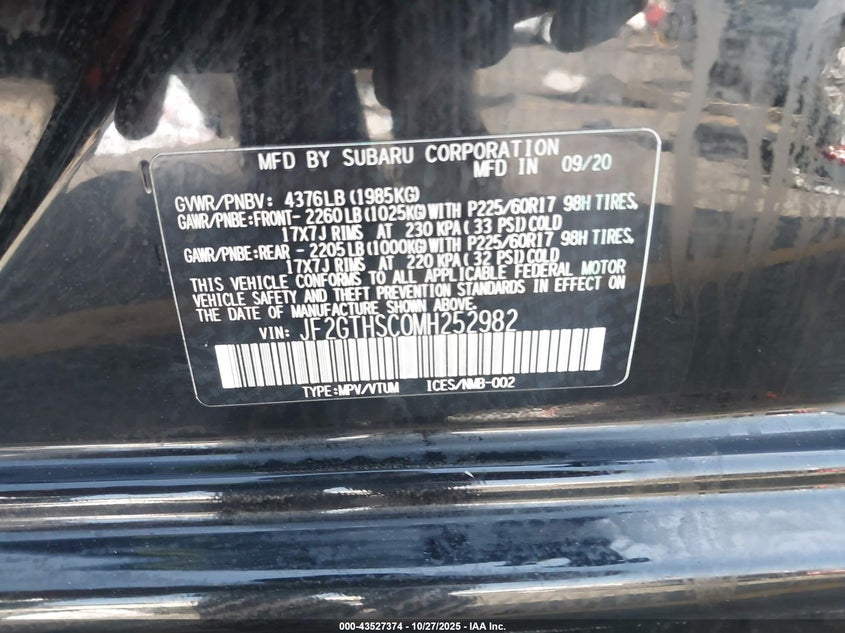 MFD BY SUBARU CORPORATION
MFD IN 09/20
GVWR/PNBV: 4376LB(1985KG)
GAWR/PNBE:FRONT- 2260LB(1025KG)WITH P225/60R17 98H TIRES,
17X7J RIMS AT 230 KPA( 33 PSI)COLD
GAWR/PNBE:REAR - 2205LB(1000KG)WITH P225/60R17 98H TIRES,
17X7J RIMS AT 220 KPA( 32 PSI)COLD
THIS VEHICLE CONFORMS TO ALL APPLICABLE FEDERAL MOTOR
VEHICLE SAFETY AND THEFT PREVENTION STANDARDS IN EFFECT ON
THE DATE OF MANUFACTURE SHOWN ABOVE.
VIN: JF2GTHSC0MH252982
TYPE:MPV/VTUM ICES/NMB-002
000-43527374 - 10/27/2025 - IAA Inc.